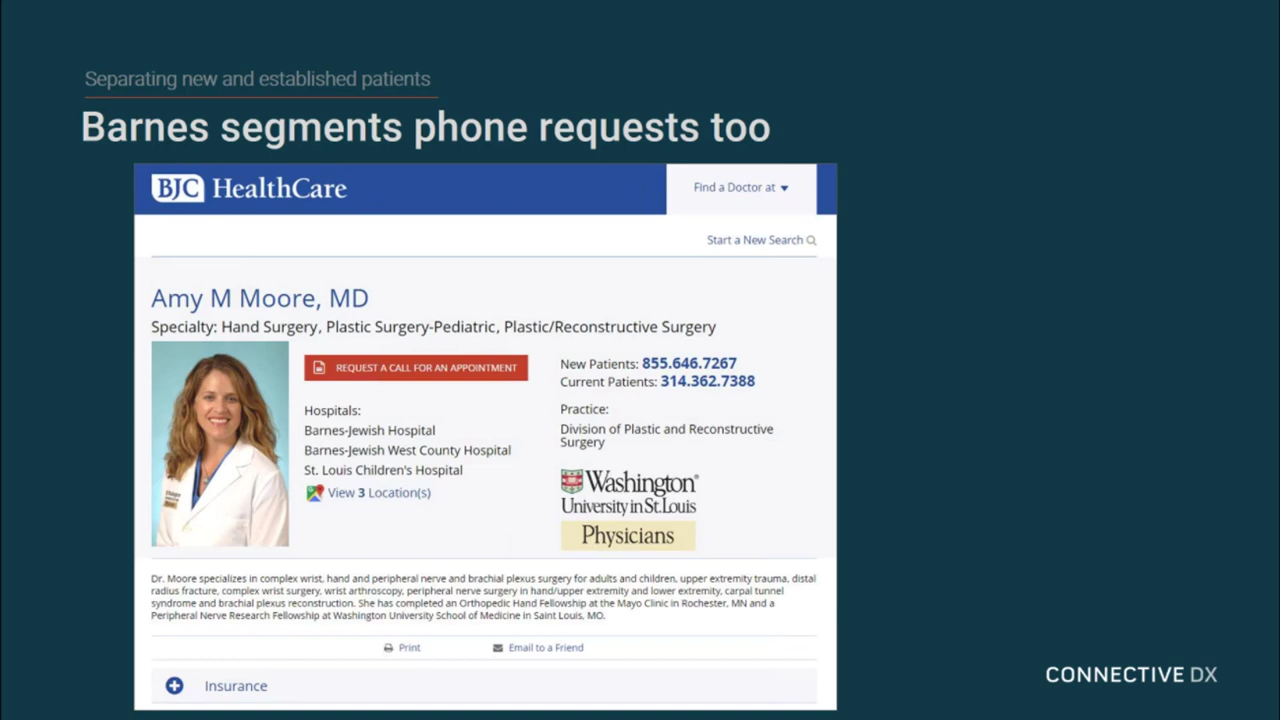 Separating new and established patients
Barnes segments phone requests too
BJC HealthCare
Find a Doctor at
Start a New Search
Amy M Moore, MD
Specialty: Hand Surgery, Plastic Surgery-Pediatric, Plastic/Reconstructive Surgery
REQUEST A CALL FOR AN APPOINTMENT
Hospitals:
Barnes-Jewish Hospital
Barnes-Jewish West County Hospital
St. Louis Children's Hospital
View 3 Location(s)
New Patients: 855.646.7267
Current Patients: 314.362.7388
Practice:
Division of Plastic and Reconstructive
Surgery
Washington®
University in St. Louis
Physicians
Dr. Moore specializes in complex wrist, hand and peripheral nerve and brachial plexus surgery for adults and children, upper extremity trauma, distal
radius fracture, complex wrist surgery, wrist arthroscopy, peripheral nerve surgery in hand/upper extremity and lower extremity, carpal tunnel
syndrome and brachial plexus reconstruction. She has completed an Orthopedic Hand Fellowship at the Mayo Clinic in Rochester, MN and a
Peripheral Nerve Research Fellowship at Washington University School of Medicine in Saint Louis, MO.
Print
Email to a Friend
Insurance
CONNECTIVE DX